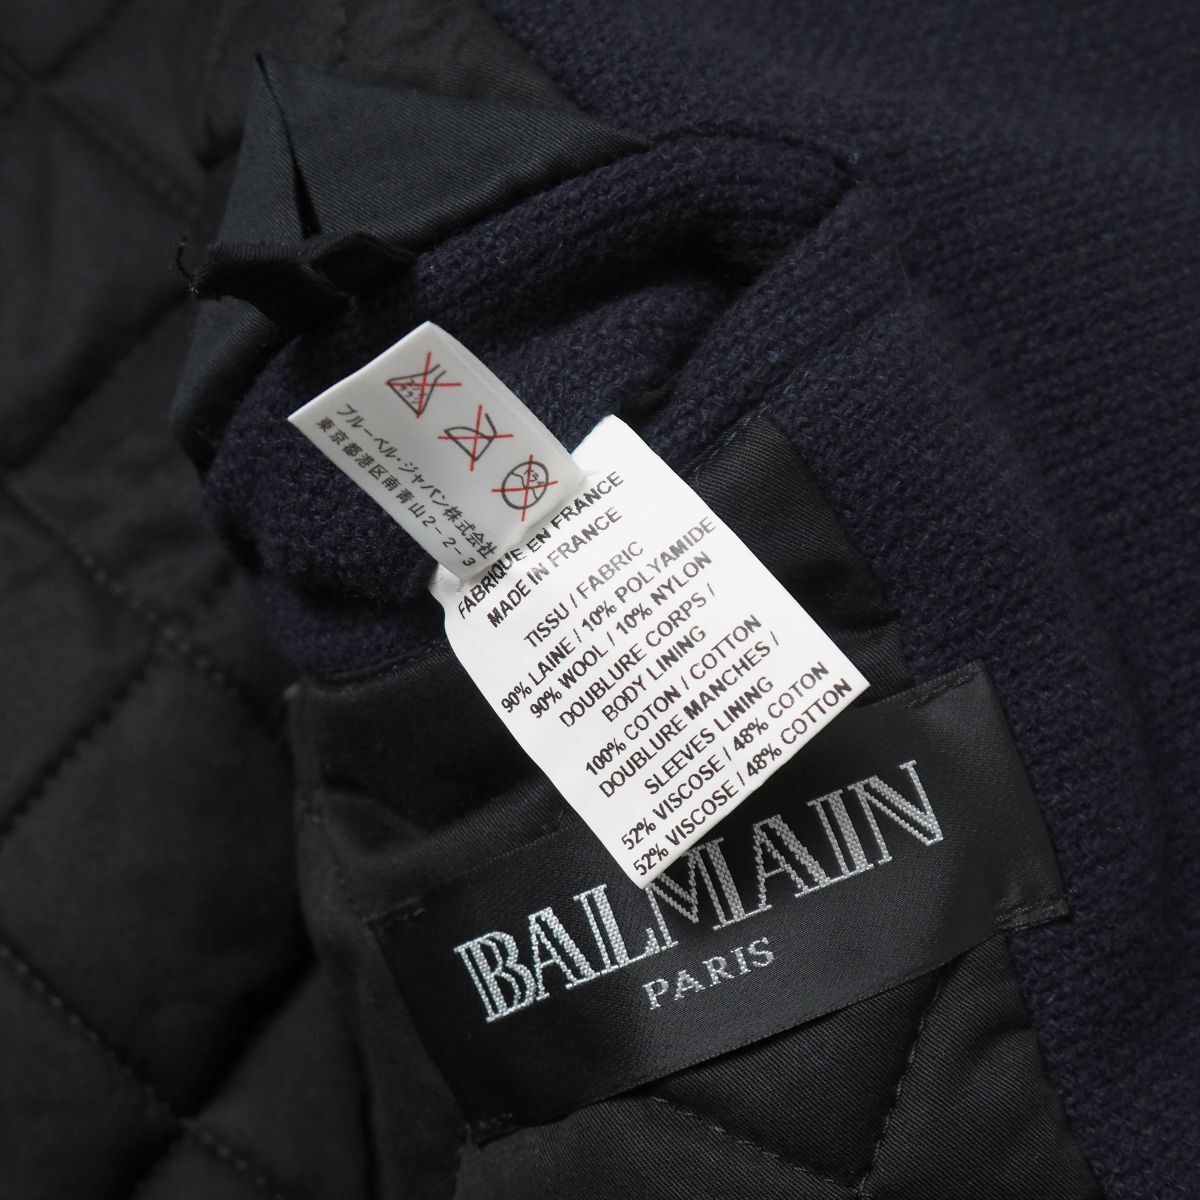 ブルーベル・ジャパン株式会社
東京都港区南青山2-2-3
FABRIQUE EN FRANCE
MADE IN FRANCE
TISSU / FABRIC
90% LAINE / 10% POLYAMIDE
90% WOOL / 10% NYLON
DOUBLURE CORPS /
BODY LINING
100% COTON / COTTON
DOUBLURE MANCHES /
SLEEVES LINING
52% VISCOSE / 48% COTON
52% VISCOSE / 48% COTTON
BALMAIN
PARIS